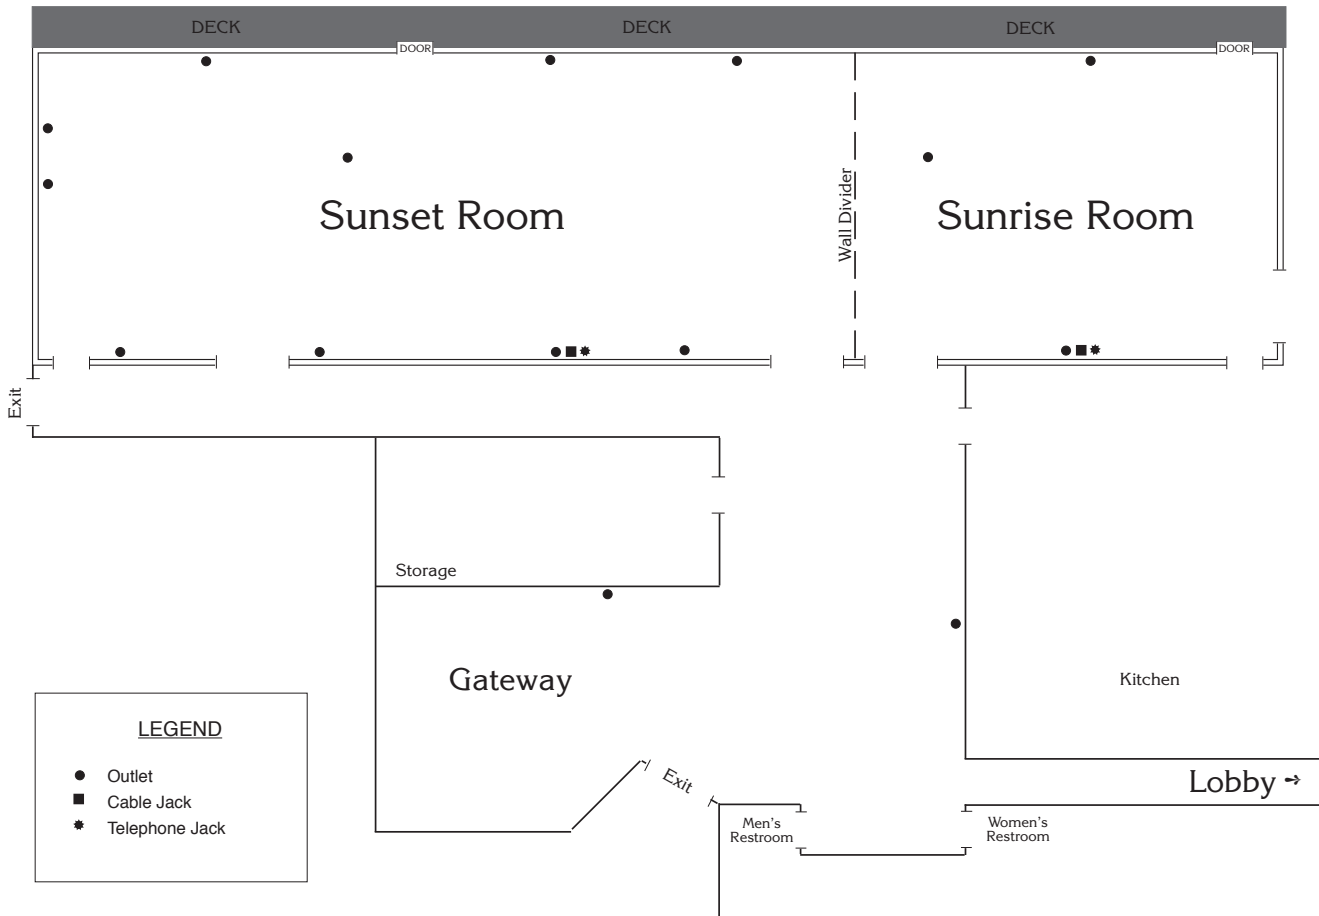 DECK
DECK
DECK
DOOR
DOOR
Sunset Room
Wall Divider
Sunrise Room
Exit
Storage
Gateway
Kitchen
LEGEND
Outlet
Cable Jack
Telephone Jack
Exit
Lobby
Men's
Restroom
Women's
Restroom